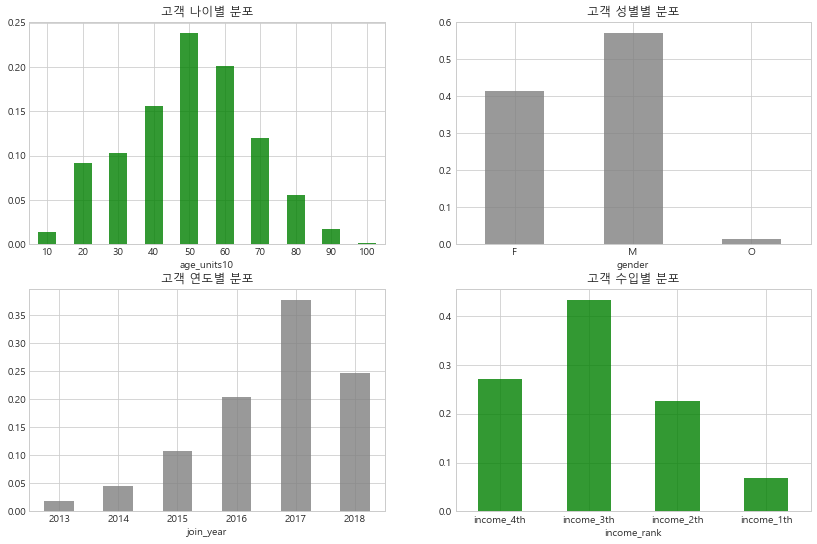 고객 나이별 분포
0.25
0.20
0.15
0.10
0.05
0.00
10 20 30 40 50 60 70 80 90 100
age_units10
고객 성별별 분포
0.6
0.5
0.4
0.3
0.2
0.1
0.0
F M O
gender
고객 연도별 분포
0.35
0.30
0.25
0.20
0.15
0.10
0.05
0.00
2013 2014 2015 2016 2017 2018
join_year
고객 수입별 분포
0.4
0.3
0.2
0.1
0.0
income_4th income_3th income_2th income_1th
income_rank